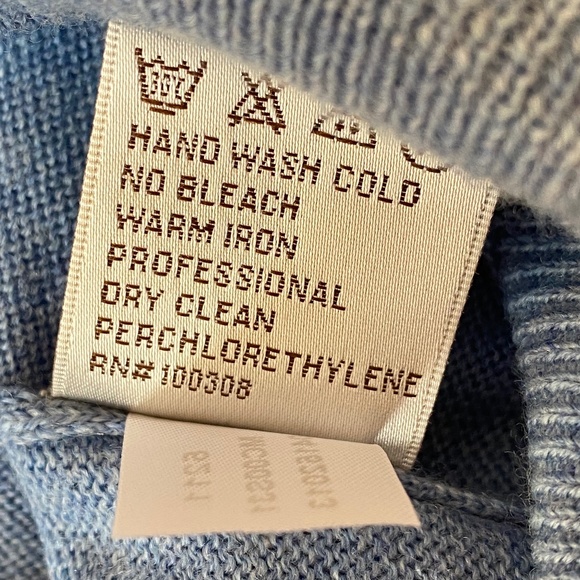 HAND WASH COLD
NO BLEACH
WARM IRON
PROFESSIONAL
DRY CLEAN
PERCHLORETHYLENE
RN# 100308